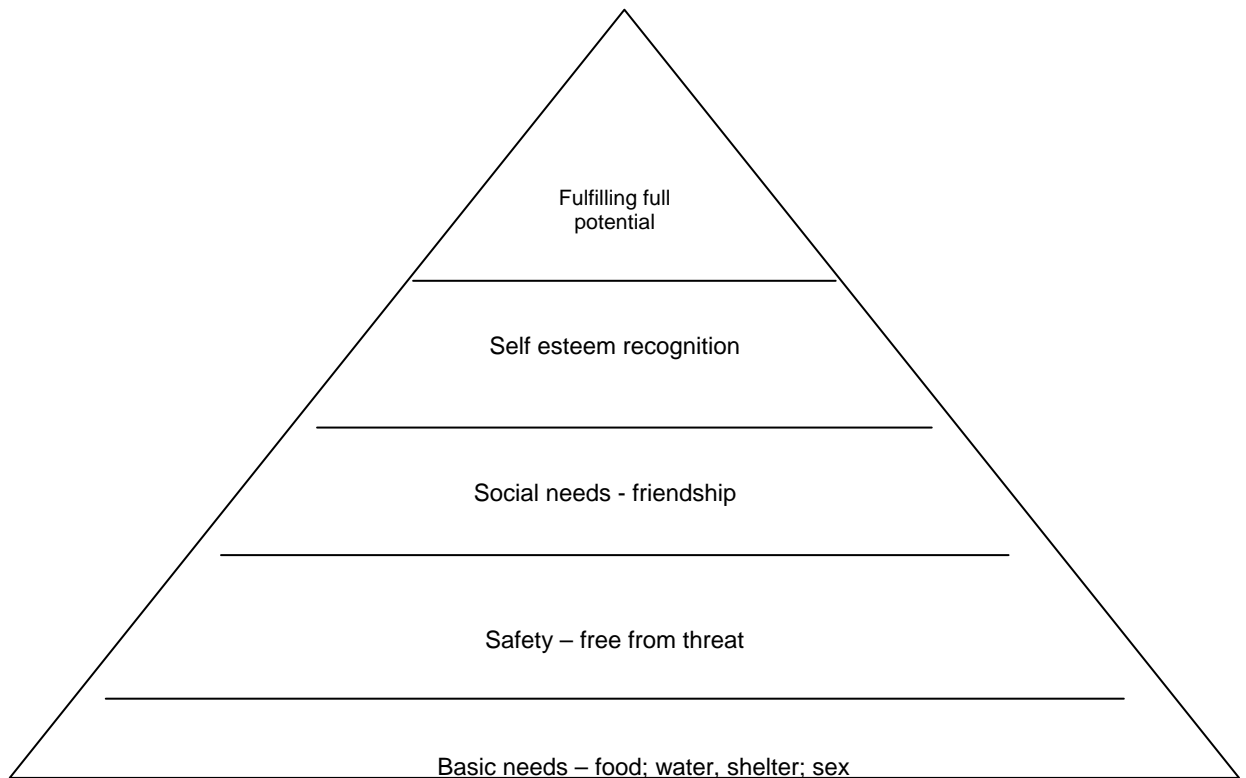 Fulfilling full
potential
Self esteem recognition
Social needs - friendship
Safety – free from threat
Basic needs – food; water, shelter; sex